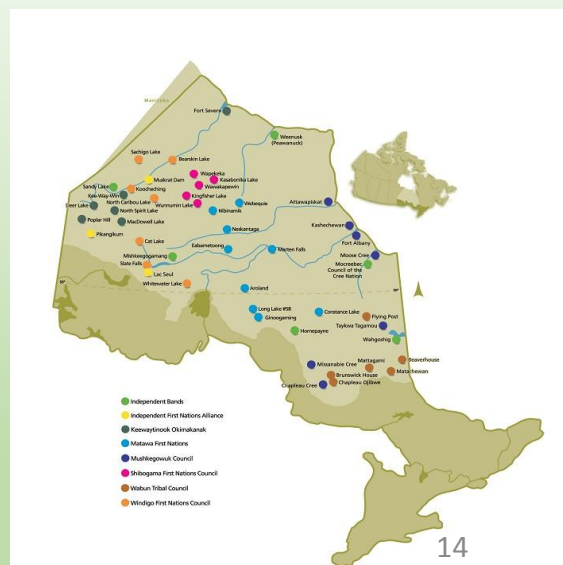 Manitoba
Fort Severn
Weenusk
(Peawanuck)
Sachigo Lake
Bearskin Lake
Muskrat Dam
Wapekeka
Kasabonika Lake
Wawakapewin
Sandy Lake
Koocheching
Kee-Way-Win
North Caribou Lake
Kingfisher Lake
Wunnumin Lake
Webequie
Attawapiskat
Deer Lake
North Spirit Lake
Nibinamik
Poplar Hill
MacDowell Lake
Neskantaga
Kashechewan
Pikangikum
Cat Lake
Eabametoong
Marten Falls
Fort Albany
Mishkeegogamang
Moose Cree
Slate Falls
Mocreebec
Council of the
Cree Nation
Lac Seul
Whitewater Lake
50°
50°
Aroland
Long Lake #58
Ginoogaming
Constance Lake
Flying Post
Taykwa Tagamou
Hornepayne
Wahgoshig
Missanabie Cree
Mattagami
Beaverhouse
Brunswick House
Matachewan
Chapleau Cree
Chapleau Ojibwe
Independent Bands
Independent First Nations Alliance
Keewaytinook Okimakanak
Matawa First Nations
Mushkegowuk Council
Shibogama First Nations Council
Wabun Tribal Council
Windigo First Nations Council
14